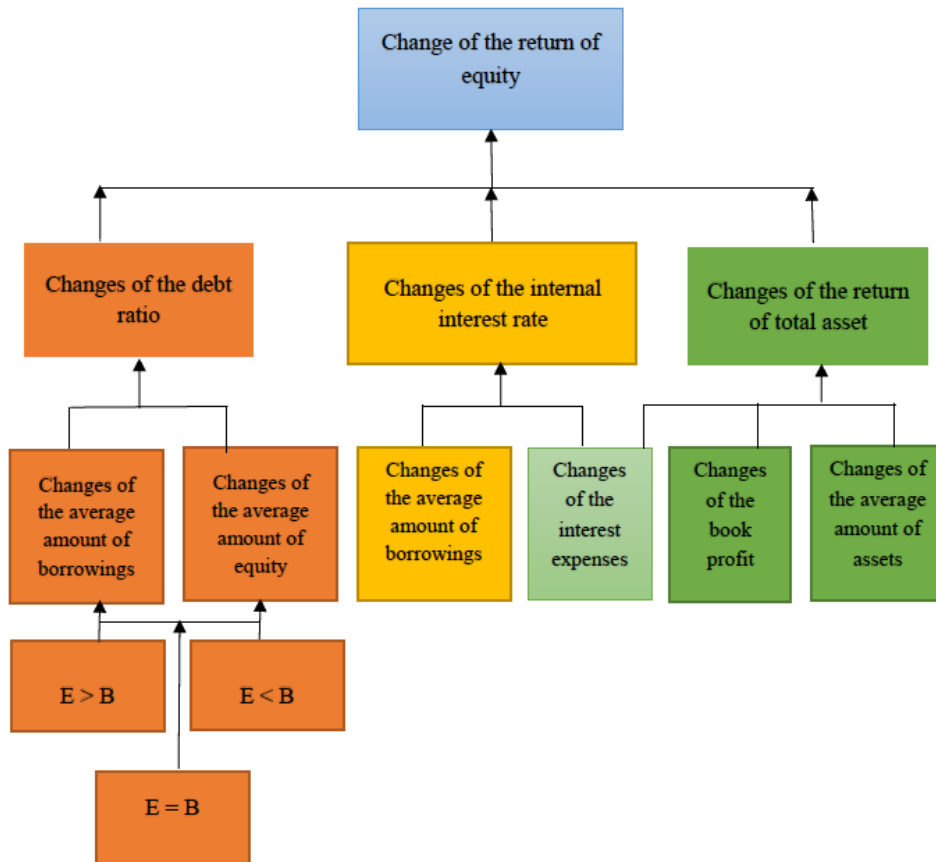 Change of the return of
equity
Changes of the debt
ratio
Changes of the internal
interest rate
Changes of the return
of total asset
Changes of
the average
amount of
borrowings
Changes of
the average
amount of
equity
Changes of
the average
amount of
borrowings
Changes
of the
interest
expenses
Changes
of the
book
profit
Changes of
the average
amount of
assets
E > B
E < B
E = B